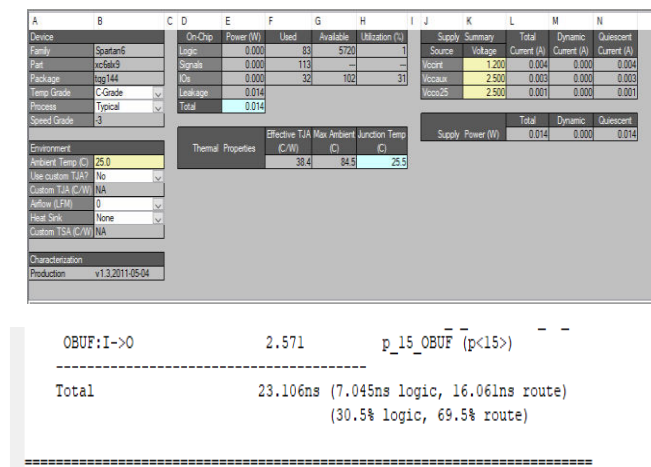 A B C D E F G H I J K L M N
Device On-Chip Power (W) Used Available Utilization (%) Supply Summary Total Dynamic Quiescent
Family Spartan6 Logic 0.000 83 5720 1 Source Voltage Current (A) Current (A) Current (A)
Part xc6slx9 Signals 0.000 113 --- --- Vccint 1.200 0.004 0.000 0.004
Package tqg144 IOs 0.000 32 102 31 Vccaux 2.500 0.003 0.000 0.003
Temp Grade C-Grade Leakage 0.014 Vcco25 2.500 0.001 0.000 0.001
Process Typical Total 0.014
Speed Grade -3 Total Dynamic Quiescent
Effective TJA Max Ambient Junction Temp Supply Power (W) 0.014 0.000 0.014
Environment Thermal Properties (C/W) (C) (C)
Ambient Temp (C) 25.0 38.4 84.5 25.5
Use custom TJA? No
Custom TJA (C/W) NA
Airflow (LFM) 0
Heat Sink None
Custom TSA (C/W) NA
Characterization
Production v1.3,2011-05-04
OBUF:I->O 2.571 p_15_OBUF (p<15>)
----------------------------------------
Total 23.106ns (7.045ns logic, 16.061ns route)
(30.5% logic, 69.5% route)
=========================================================================